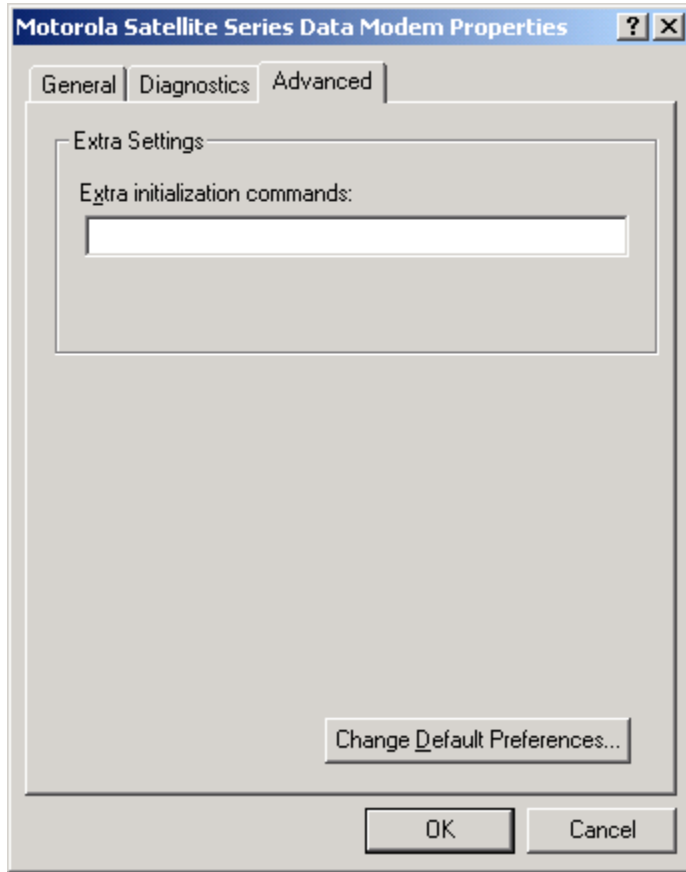 Motorola Satellite Series Data Modem Properties
General Diagnostics Advanced
Extra Settings
Extra initialization commands:
Change Default Preferences...
OK Cancel